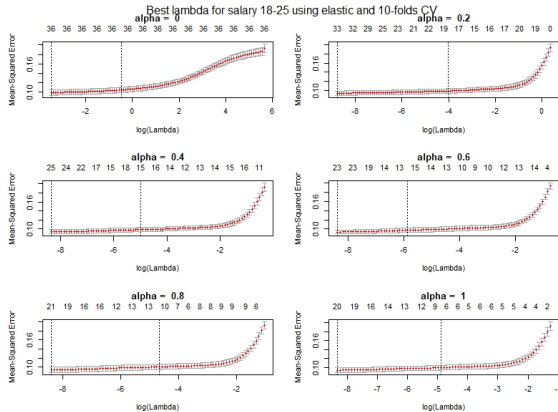 Best lambda for salary 18-25 using elastic and 10-folds CV
alpha = 0
36 36 36 36 36 36 36 36 36 36 36 36 36 36
Mean-Squared Error
0.10 0.16
-2 0 2 4 6
log(Lambda)
alpha = 0.2
33 32 29 25 23 21 22 19 17 15 15 16 17 20 19 0
Mean-Squared Error
0.10 0.16
-8 -6 -4 -2 0
log(Lambda)
alpha = 0.4
25 24 22 17 15 18 15 15 14 12 13 14 15 16 11
Mean-Squared Error
0.10 0.16
-8 -6 -4 -2
log(Lambda)
alpha = 0.6
23 23 19 14 13 15 14 13 10 9 10 12 13 14 4
Mean-Squared Error
0.10 0.16
-8 -6 -4 -2
log(Lambda)
alpha = 0.8
21 19 16 16 12 13 13 10 7 6 8 8 9 9 9 6
Mean-Squared Error
0.10 0.16
-8 -6 -4 -2
log(Lambda)
alpha = 1
20 19 16 14 13 12 9 6 6 5 6 6 5 5 4 4 2
Mean-Squared Error
0.10 0.16
-8 -7 -6 -5 -4 -3 -2
log(Lambda)